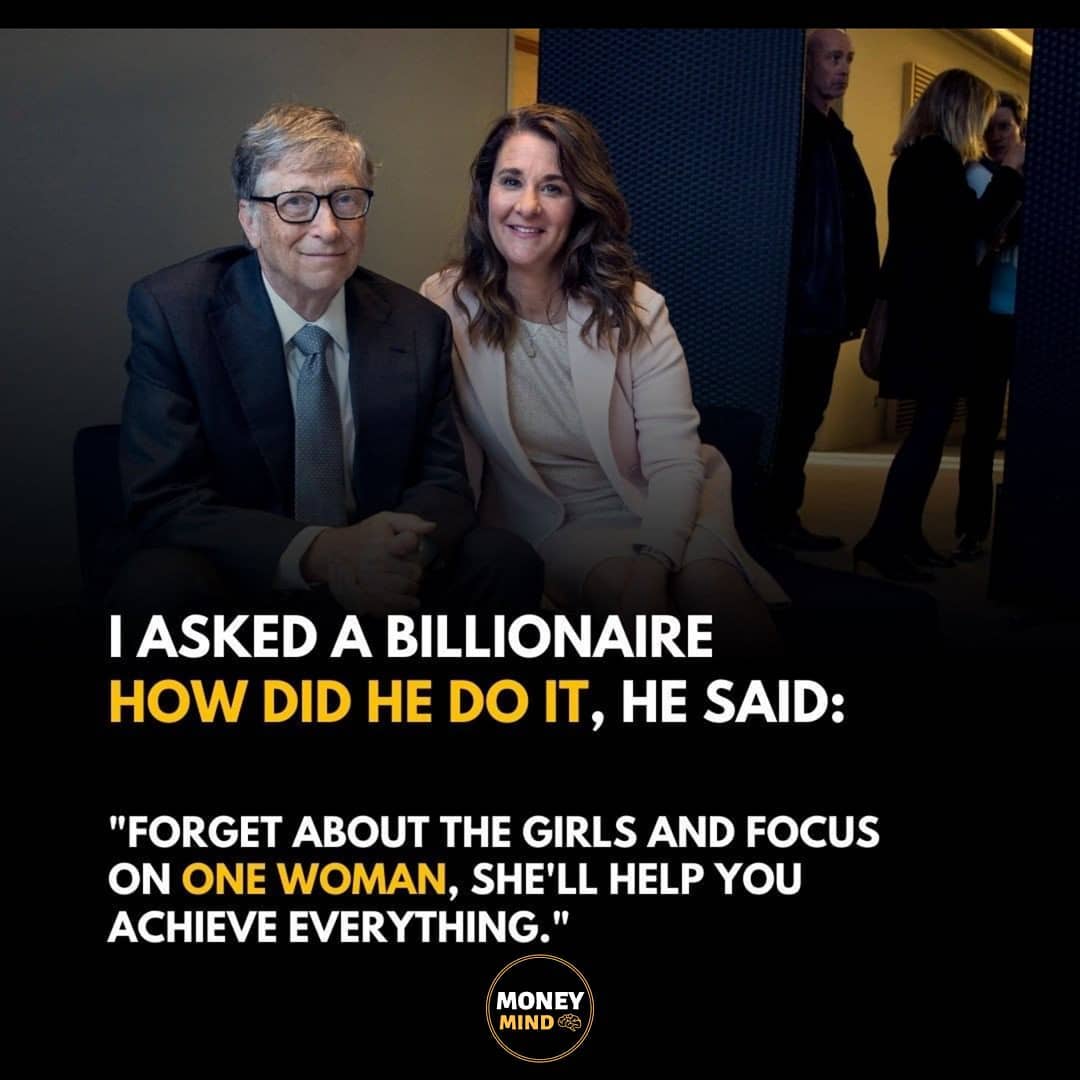 I ASKED A BILLIONAIRE
HOW DID HE DO IT, HE SAID:
"FORGET ABOUT THE GIRLS AND FOCUS
ON ONE WOMAN, SHE'LL HELP YOU
ACHIEVE EVERYTHING."
MONEY
MIND